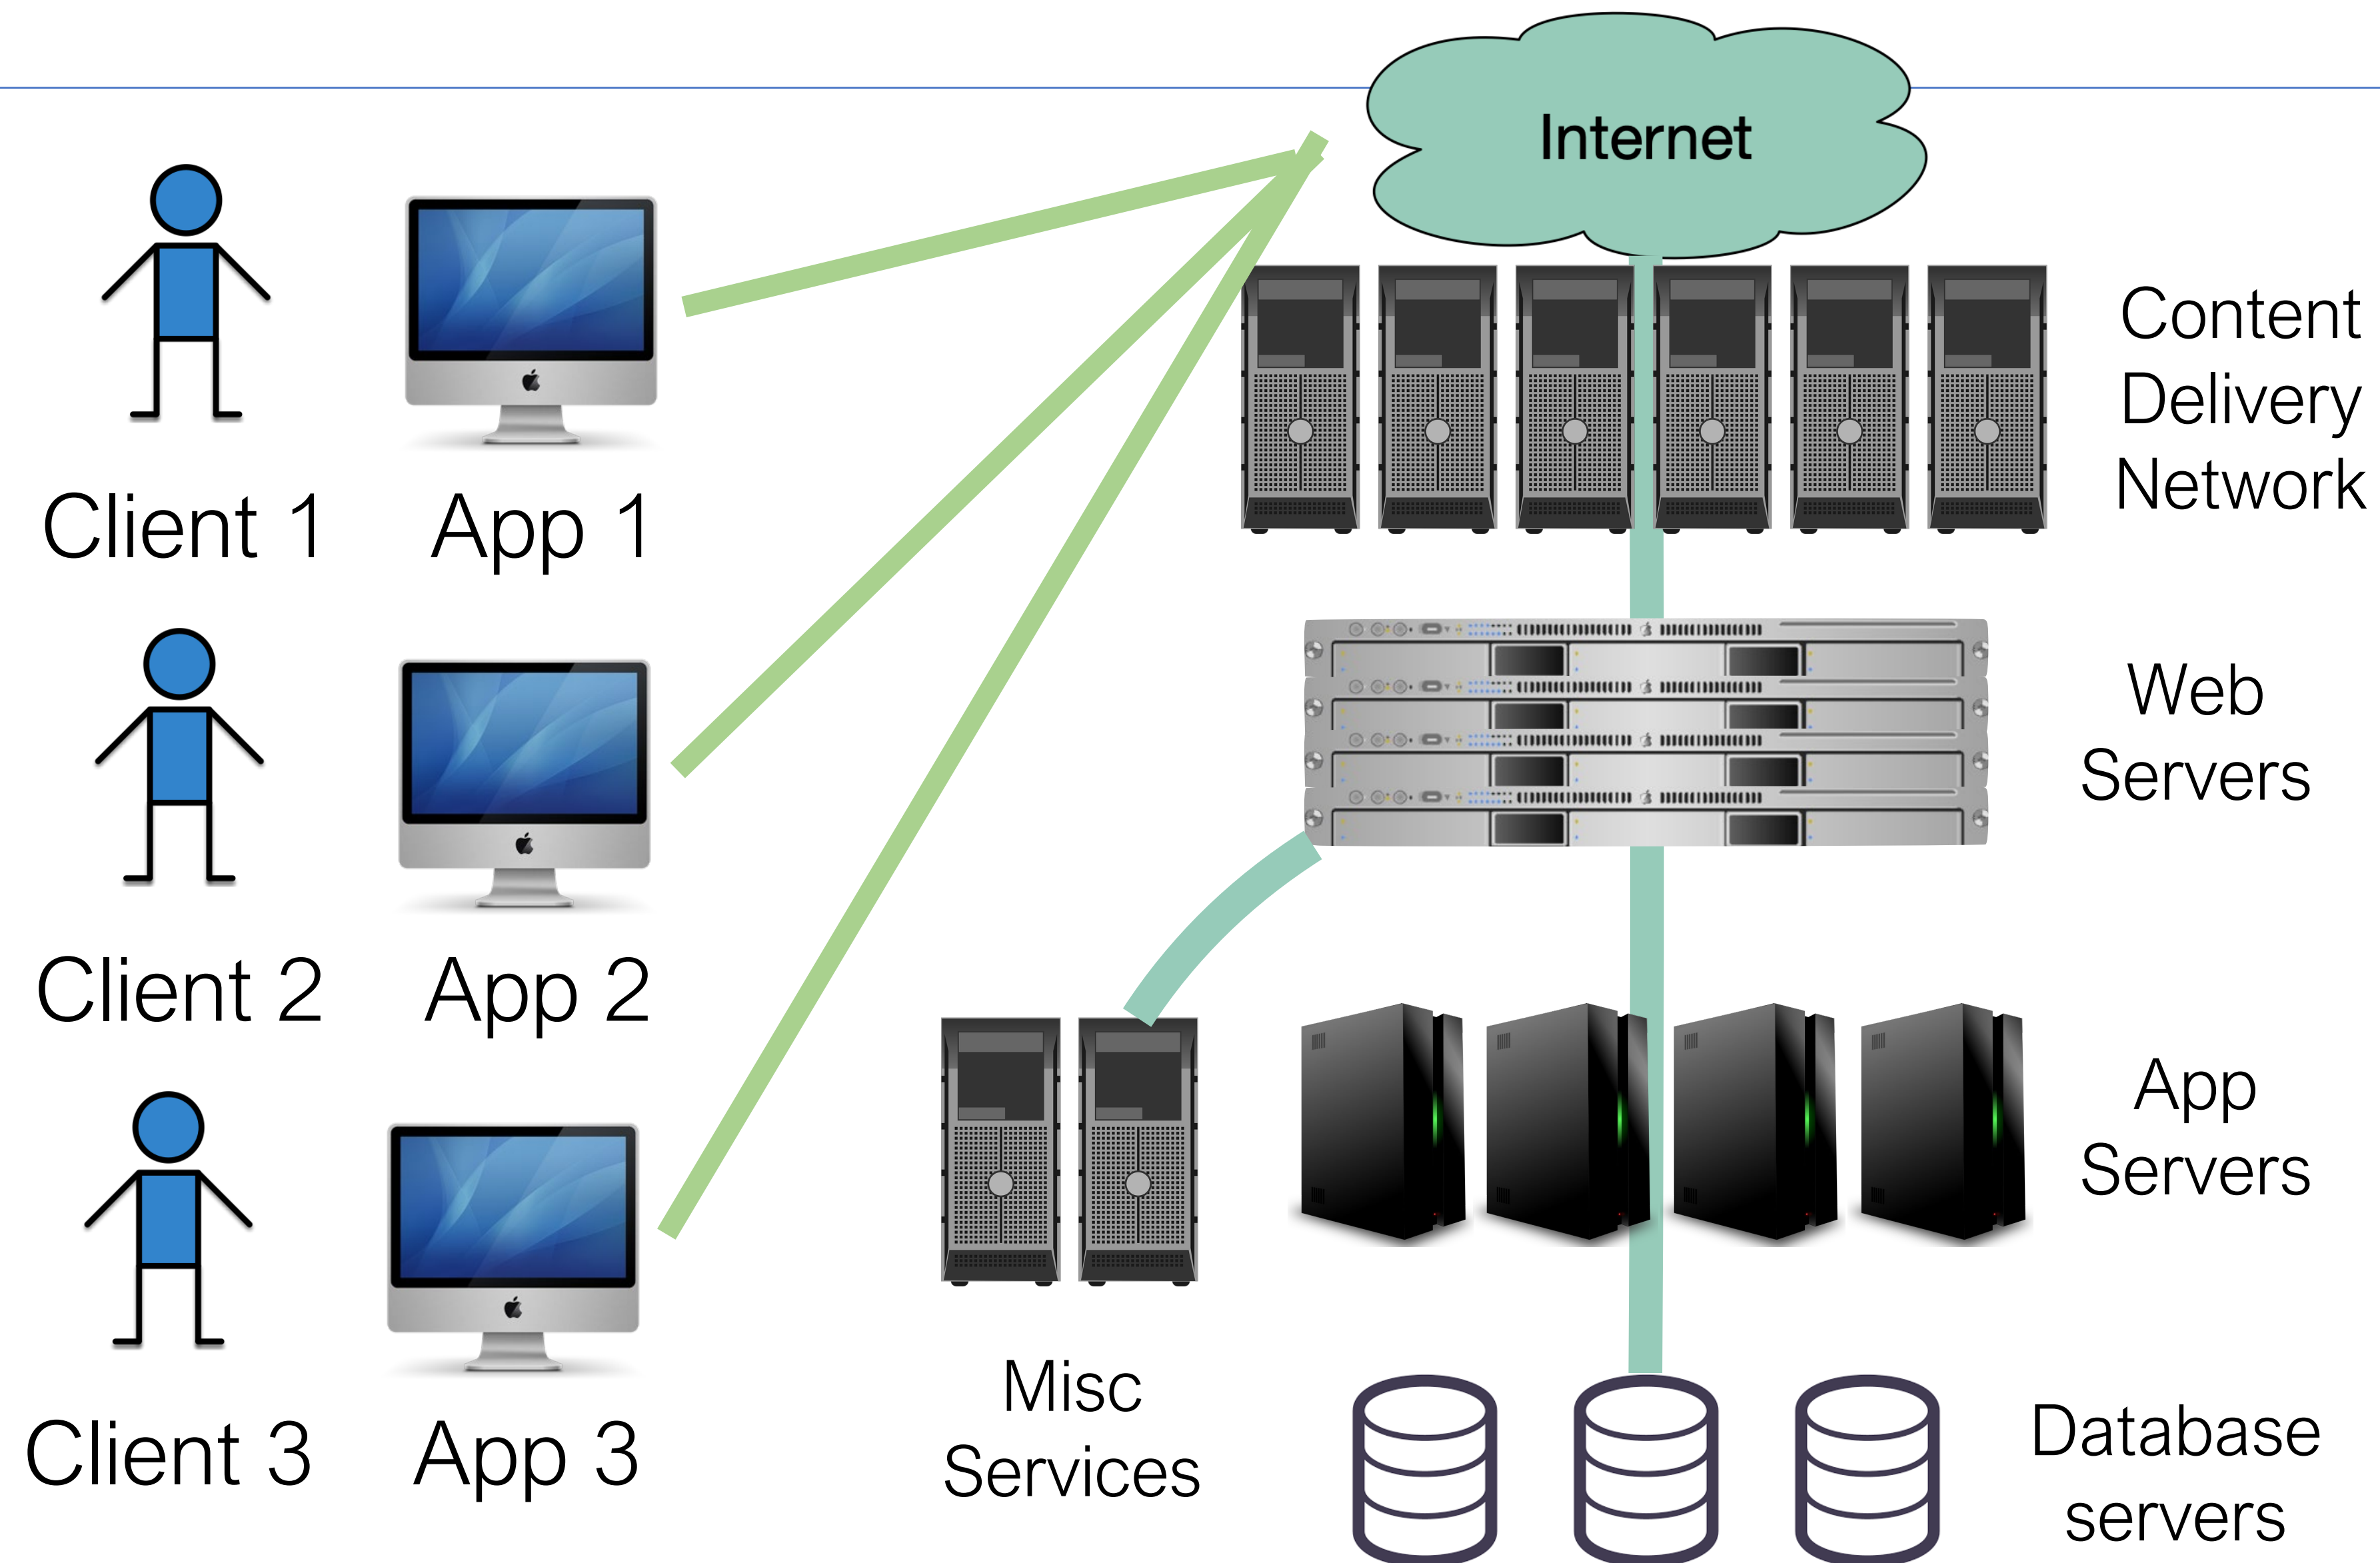 Internet
Content
Delivery
Network
Client 1
App 1
Web
Servers
Client 2
App 2
App
Servers
Misc
Services
Client 3
App 3
Database
servers